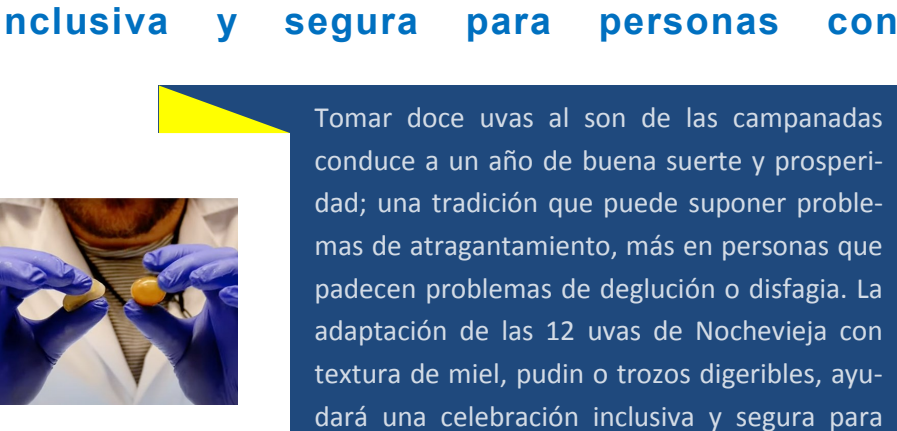 nclusiva y segura para personas con
Tomar doce uvas al son de las campanadas
conduce a un año de buena suerte y prosperi-
dad; una tradición que puede suponer proble-
mas de atragantamiento, más en personas que
padecen problemas de deglución o disfagia. La
adaptación de las 12 uvas de Nochevieja con
textura de miel, pudin o trozos digeribles, ayu-
dará una celebración inclusiva y segura para